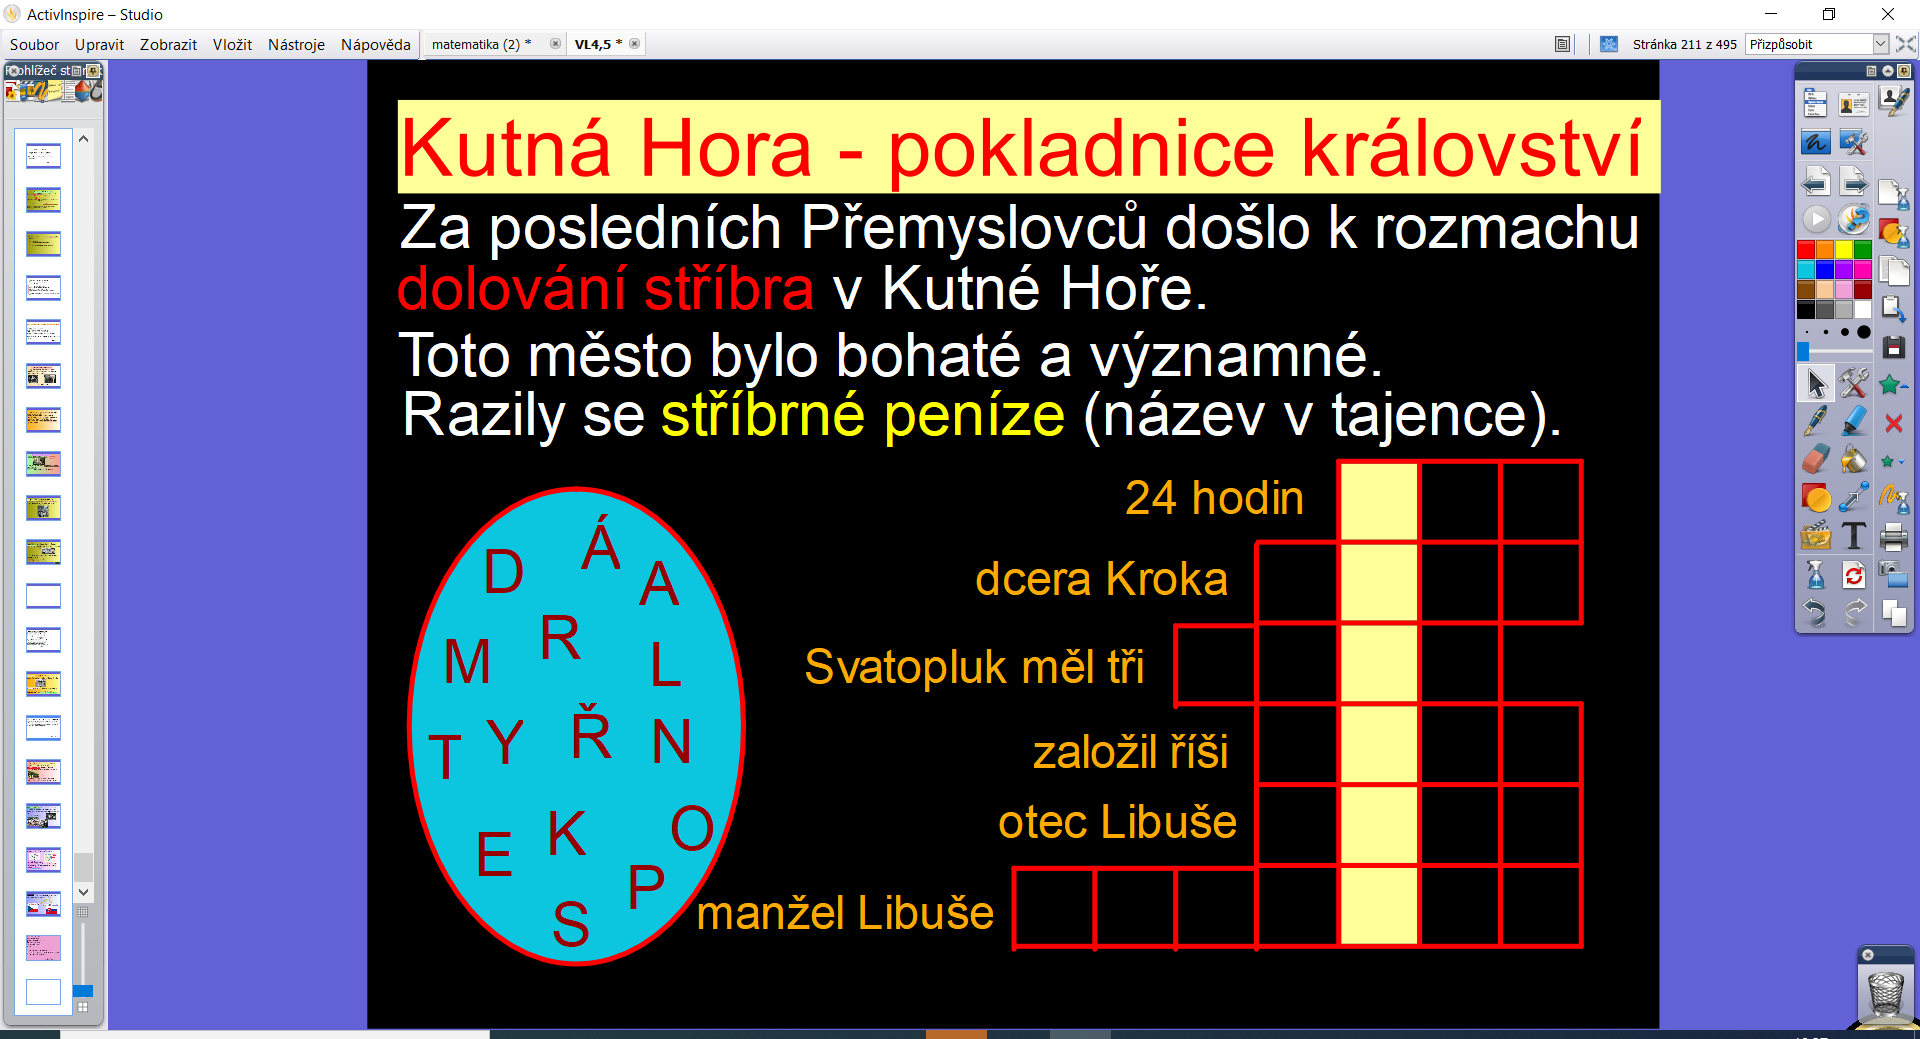 ActivInspire – Studio
Soubor Upravit Zobrazit Vložit Nástroje Nápověda
matematika (2) * VL4,5 *
Stránka 211 z 495 Přizpůsobit
Kutná Hora - pokladnice království
Za posledních Přemyslovců došlo k rozmachu
dolování stříbra v Kutné Hoře.
Toto město bylo bohaté a významné.
Razily se stříbrné peníze (název v tajence).
24 hodin
dcera Kroka
Svatopluk měl tři
založil říši
otec Libuše
manžel Libuše
D Á A
R
M L
T Y Ř N
E K O
P
S